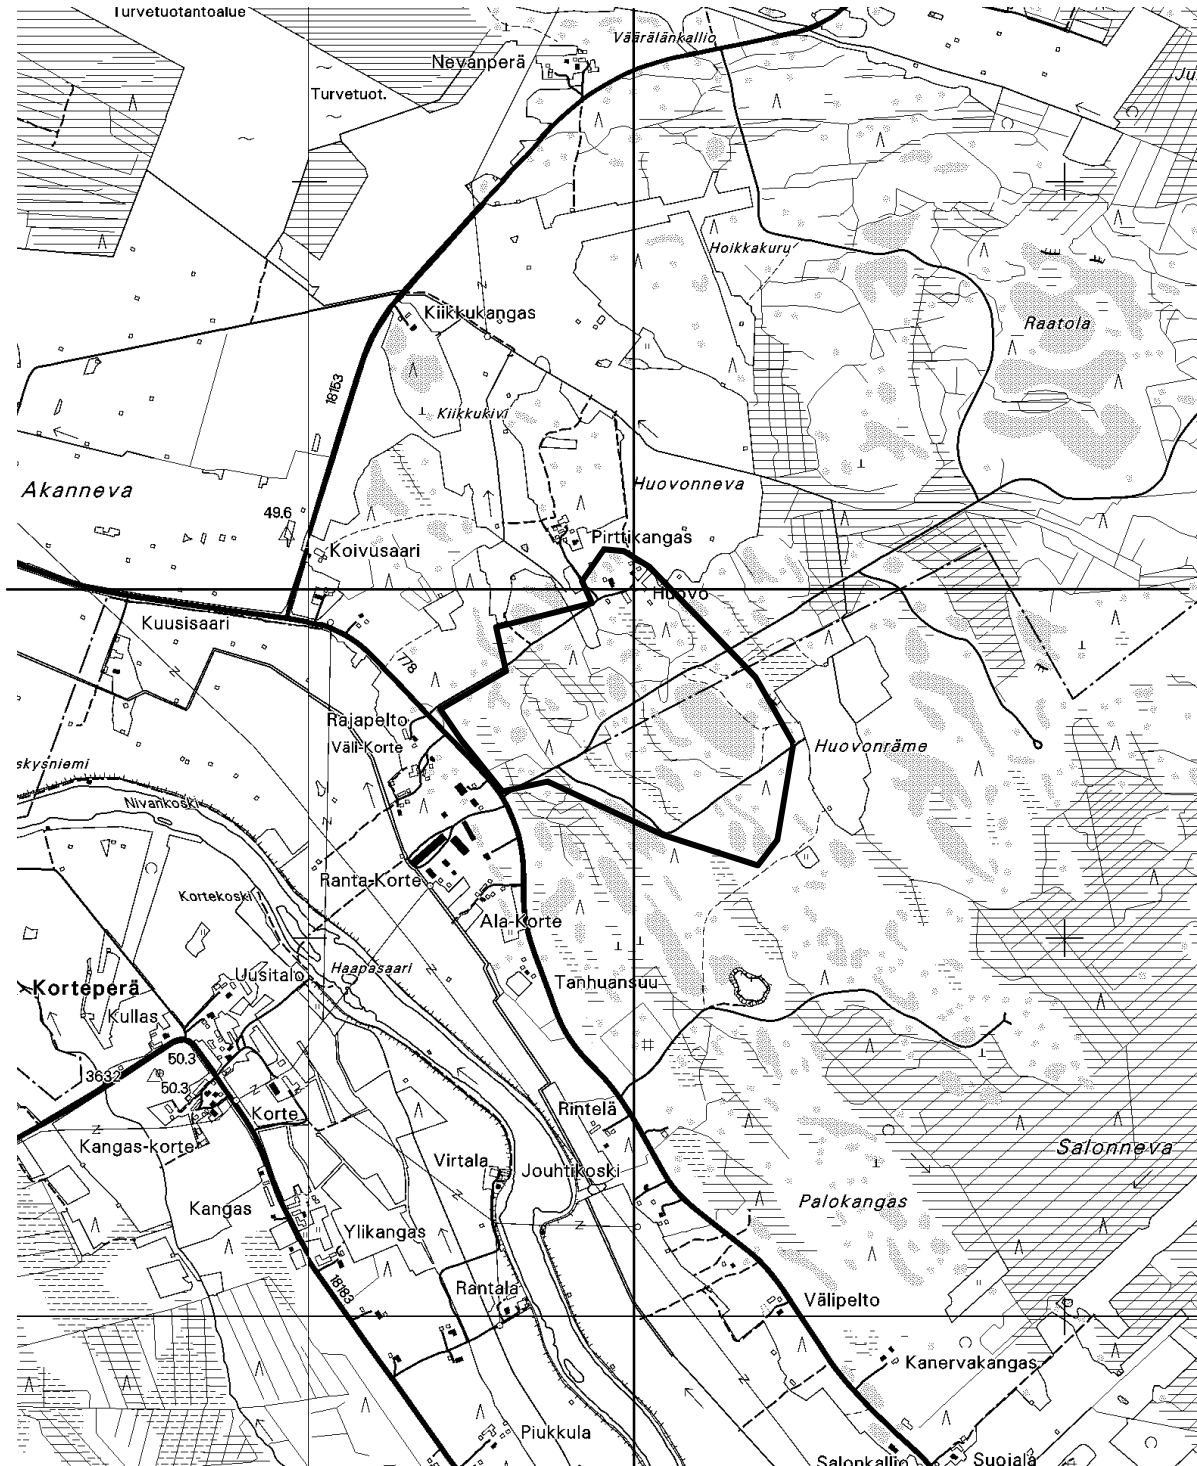 Turvetuotantoalue
Väärälänkallio
Nevanperä
Turvetuot.
Hoikkakuru
Kiikkukangas
Raatola
18153
Kiikkukivi
Akanneva
Huovonneva
49.6
Koivusaari
Pirttikangas
Huovo
Kuusisaari
778
Rajapelto
Väli-Korte
Huovonräme
skysniemi
Nivankoski
Ranta-Korte
Kortekoski 1
Ala-Korte
Uusitalo
Haapasaari
Tanhuansuu
Korteperä
Kullas
50.3
3632
50.3
Korte
Rintelä
Kangas-korte
Virtala
Jouhtikoski
Salonneva
Kangas
Palokangas
Ylikangas
18183
Rantala
Välipelto
Kanervakangas
Piukkula
Salonkallio
Suojala